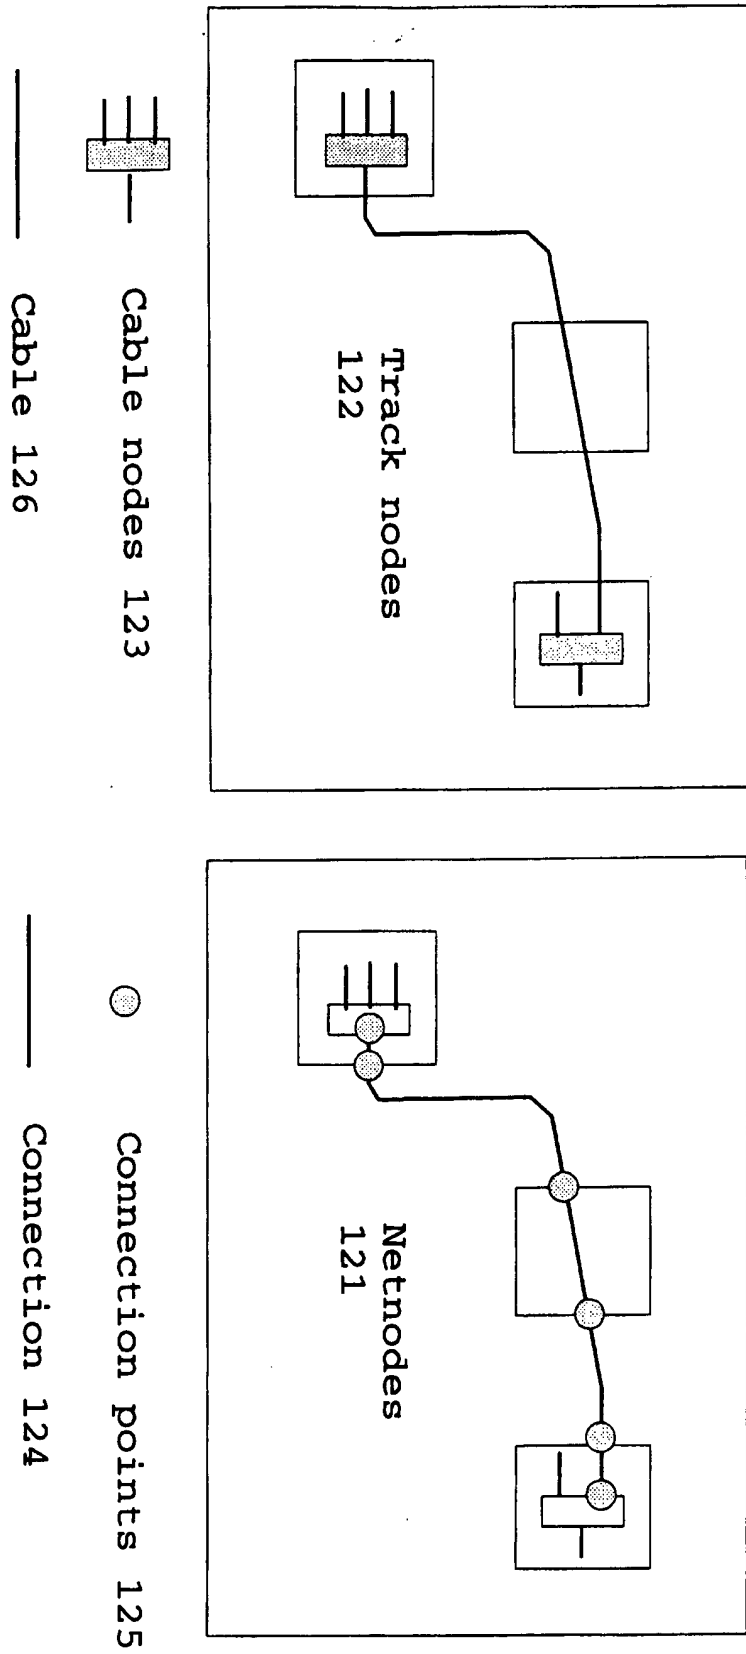 Track nodes
122
Cable nodes 123
Cable 126
Netnodes
121
Connection points 125
Connection 124